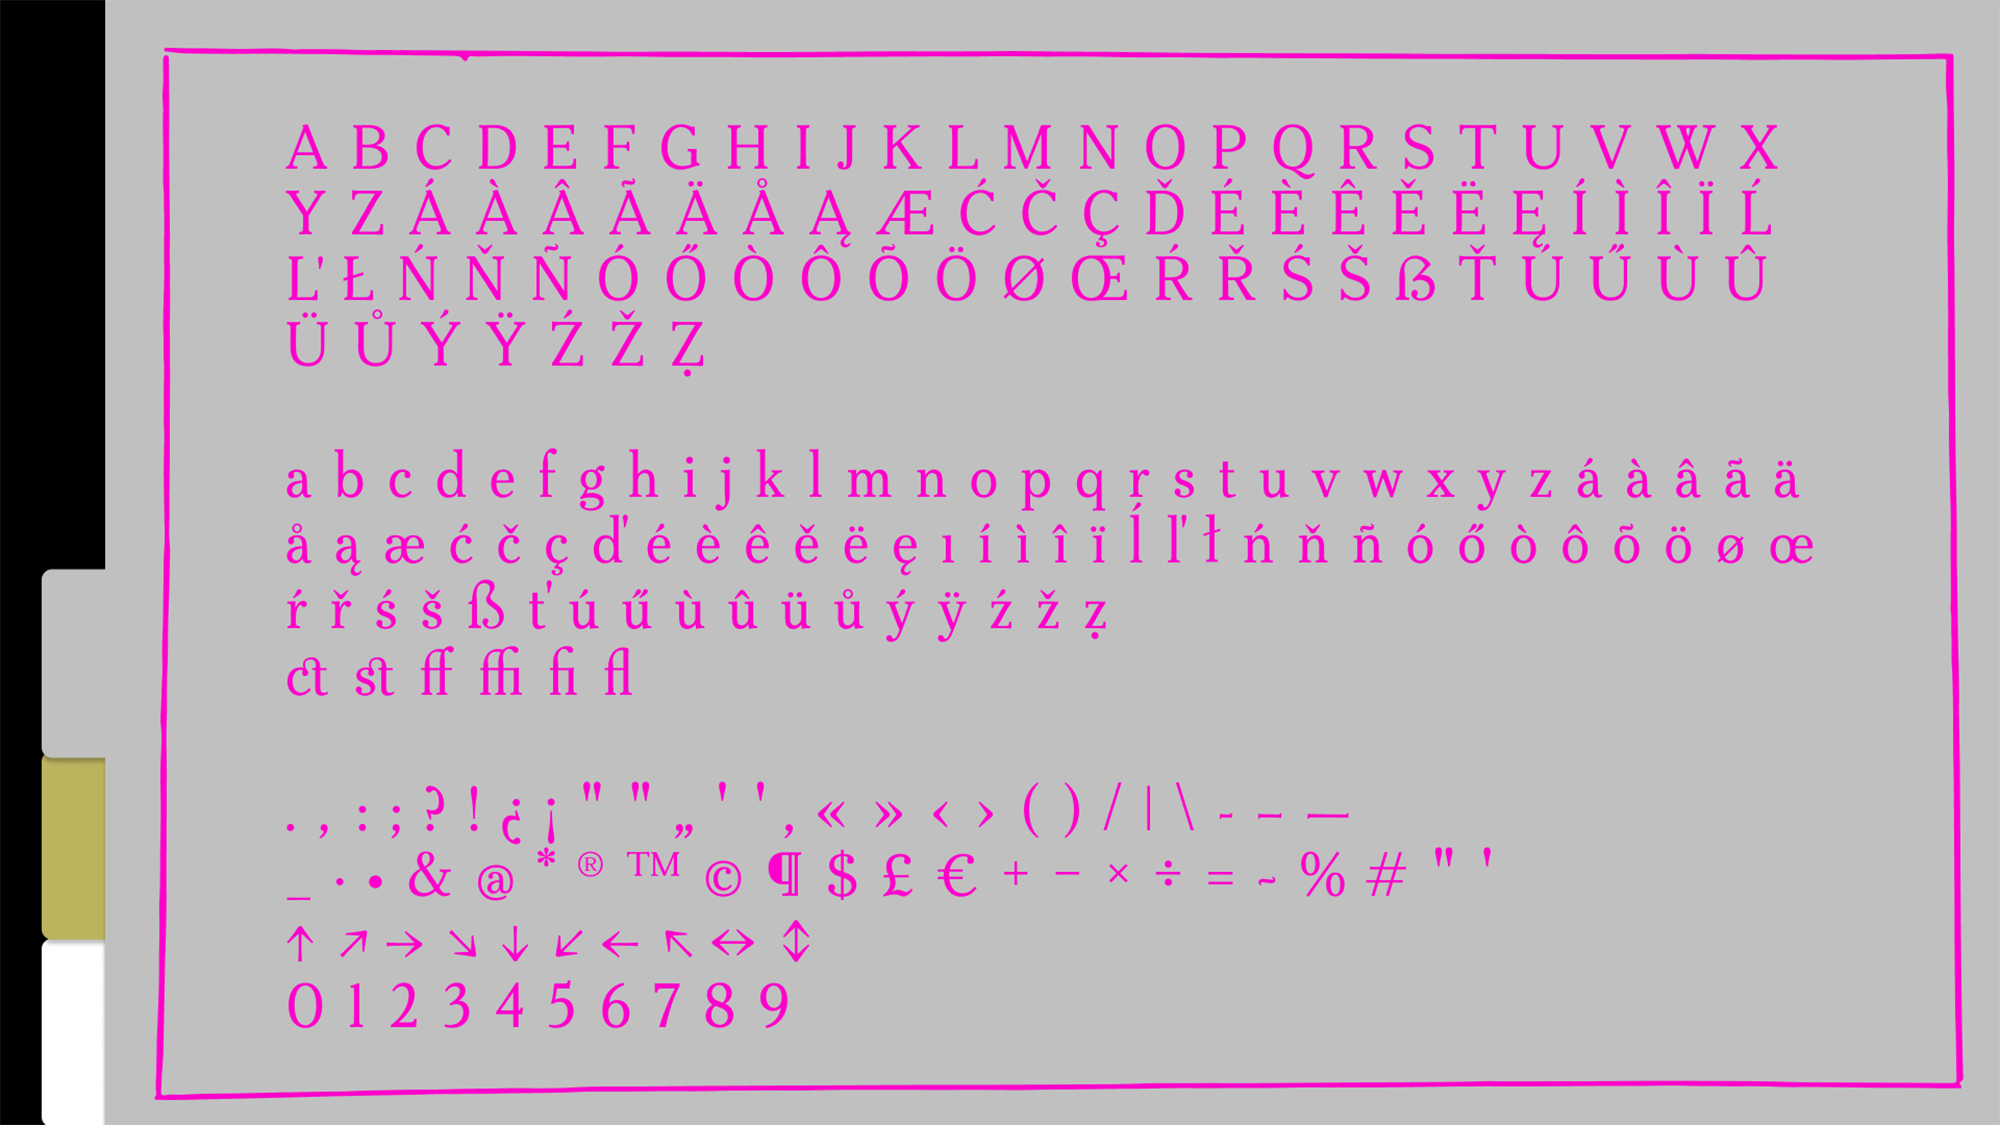 A B C D E F G H I J K L M N O P Q R S T U V W X
Y Z Á À Â Ã Ä Å Ą Æ Ć Č Ç Ď É È Ê Ě Ë Ę Í Ì Î Ï Ĺ
Ľ Ł Ń Ň Ñ Ó Ő Ò Ô Õ Ö Ø Œ Ŕ Ř Ś Š ẞ Ť Ú Ű Ù Û
Ü Ů Ý Ÿ Ź Ž Ẓ
a b c d e f g h i j k l m n o p q r s t u v w x y z á à â ã ä
å ą æ ć č ç ď é è ê ě ë ę ı í ì î ï ĺ ľ ł ń ň ñ ó ő ò ô õ ö ø œ
ŕ ř ś š ß ť ú ű ù û ü ů ý ÿ ź ž ẓ
ct st ff ffi fi fl
. , : ; ? ! ¿ ¡ " " „ ' ' ‚ « » ‹ › ( ) / | \ - – —
_ · • & @ * ® ™ © ¶ $ £ € + − × ÷ = ~ % # " '
↑ ↗ → ↘ ↓ ↙ ← ↖ ↔ ↕
0 1 2 3 4 5 6 7 8 9